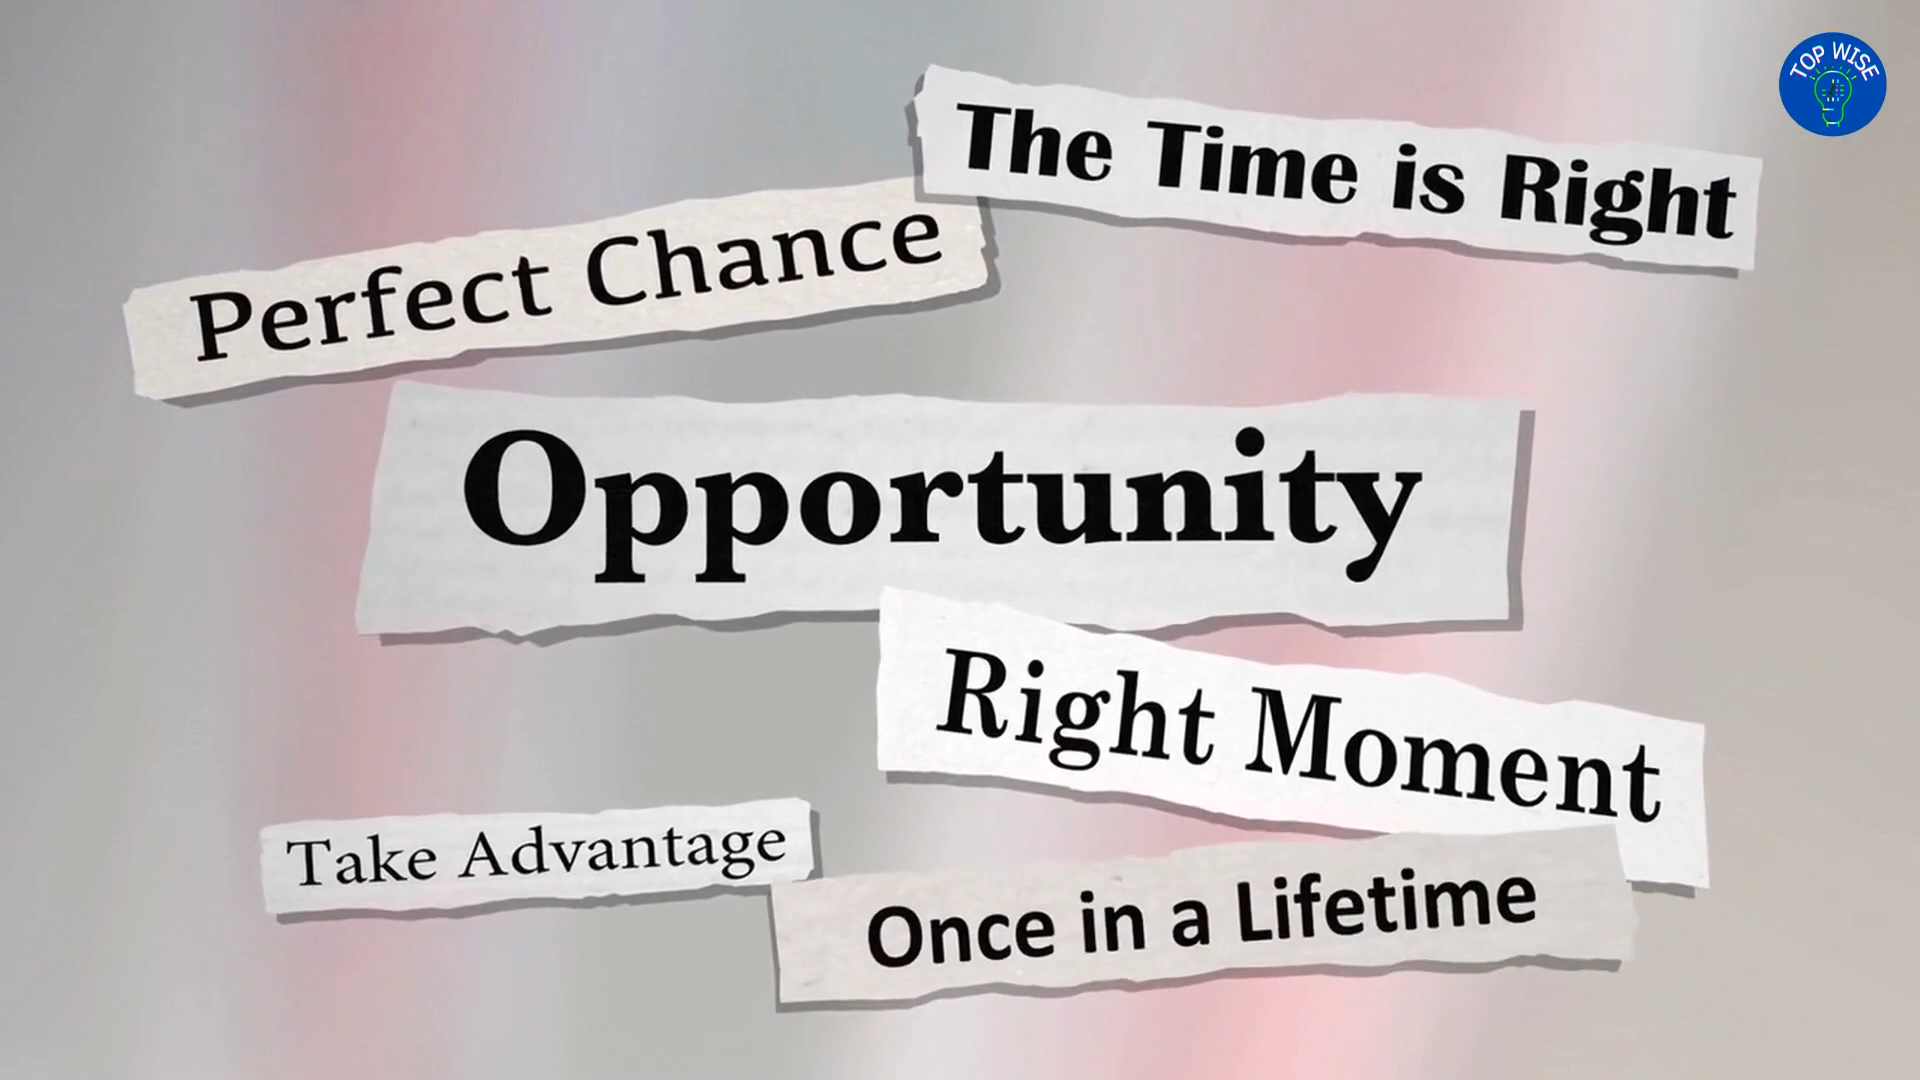 TOP WISE
The Time is Right
Perfect Chance
Opportunity
Right Moment
Take Advantage
Once in a Lifetime